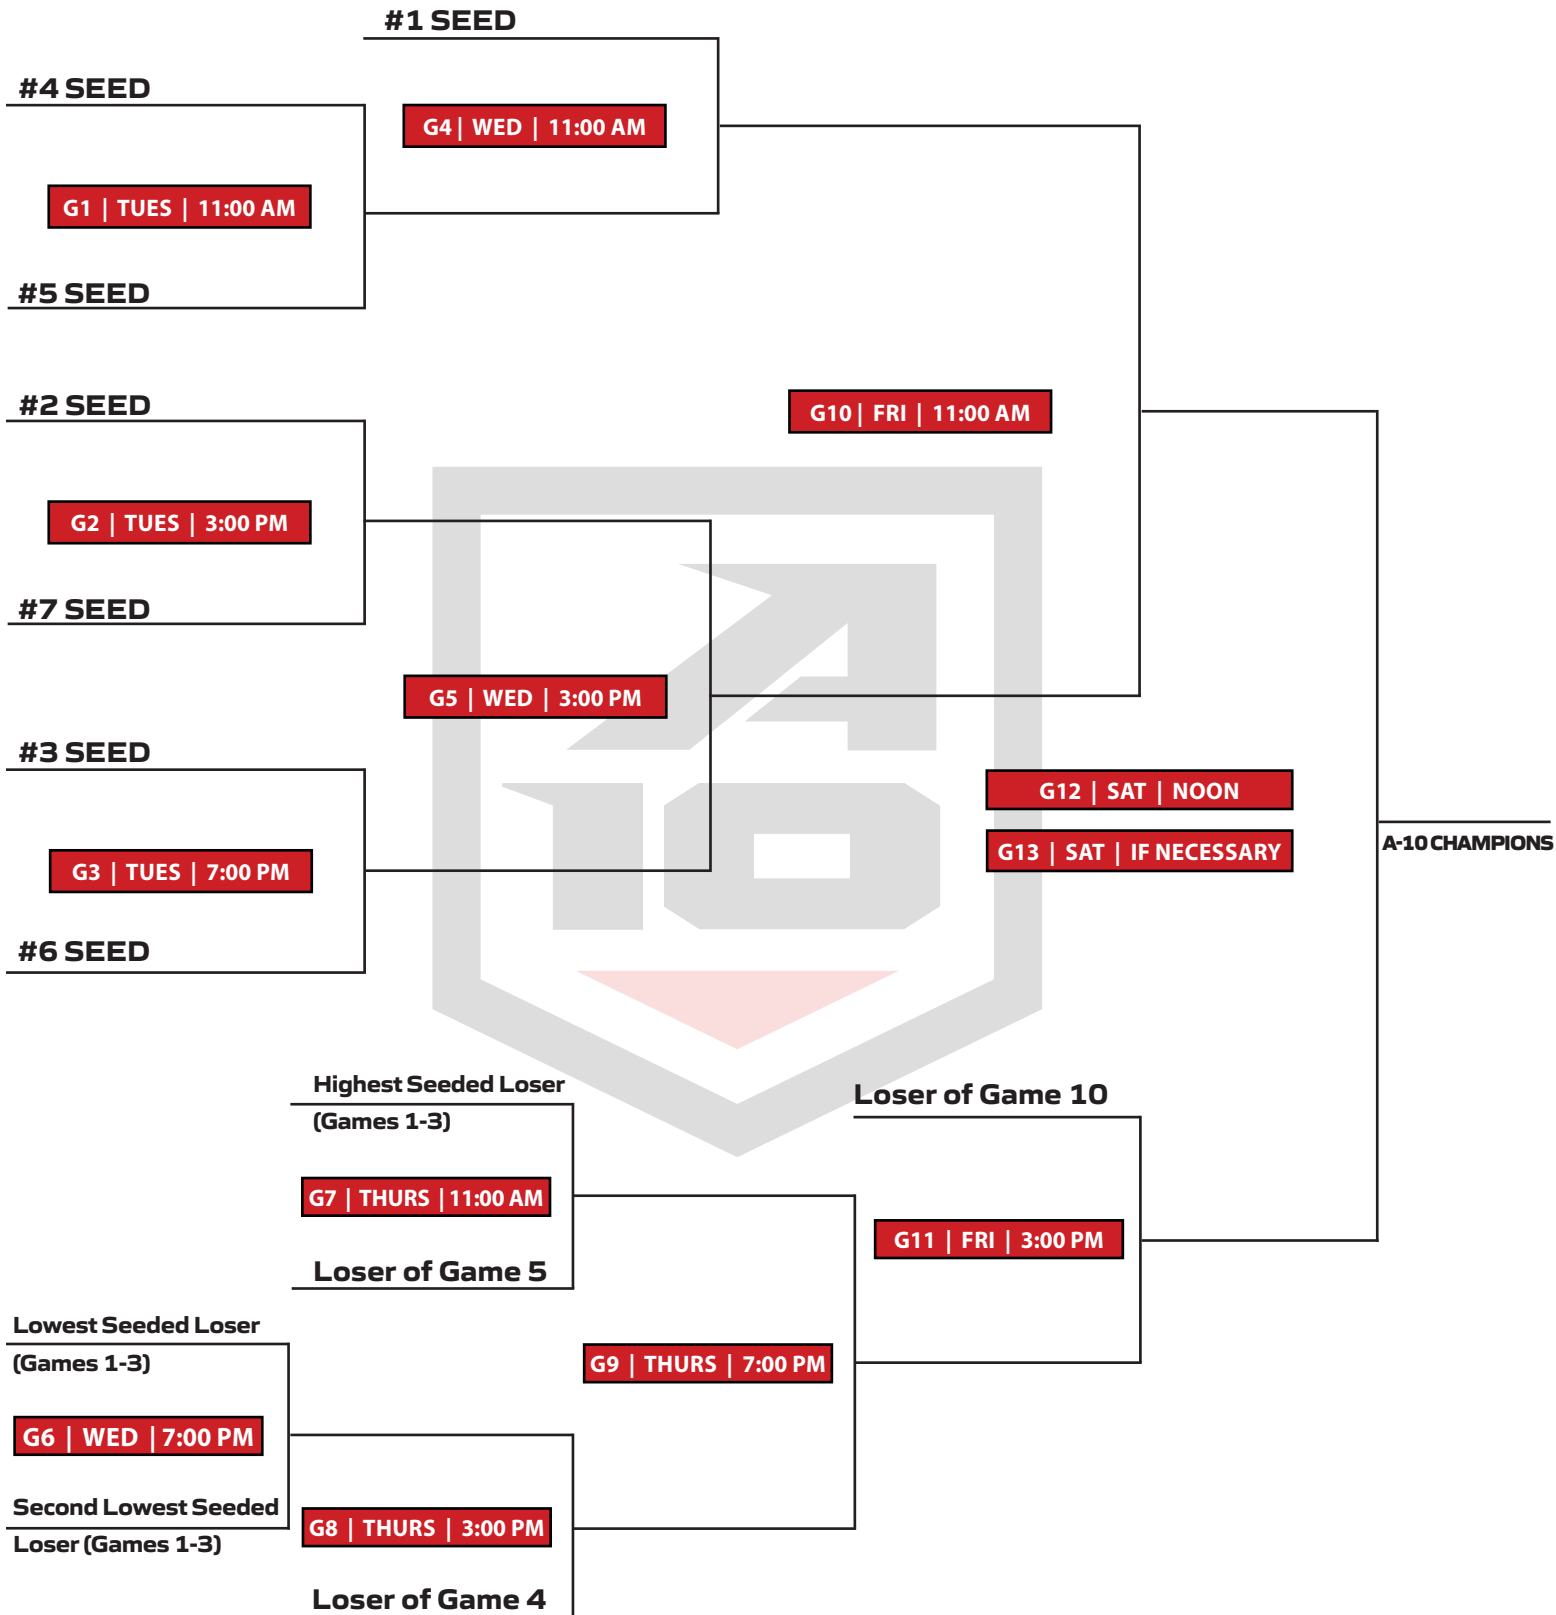 #1 SEED
#4 SEED
G4 | WED | 11:00 AM
G1 | TUES | 11:00 AM
#5 SEED
#2 SEED
G10 | FRI | 11:00 AM
G2 | TUES | 3:00 PM
#7 SEED
G5 | WED | 3:00 PM
#3 SEED
G12 | SAT | NOON
G13 | SAT | IF NECESSARY
A-10 CHAMPIONS
G3 | TUES | 7:00 PM
#6 SEED
A
10
Highest Seeded Loser
(Games 1-3)
Loser of Game 10
G7 | THURS | 11:00 AM
G11 | FRI | 3:00 PM
Loser of Game 5
Lowest Seeded Loser
(Games 1-3)
G9 | THURS | 7:00 PM
G6 | WED | 7:00 PM
Second Lowest Seeded
Loser (Games 1-3)
G8 | THURS | 3:00 PM
Loser of Game 4